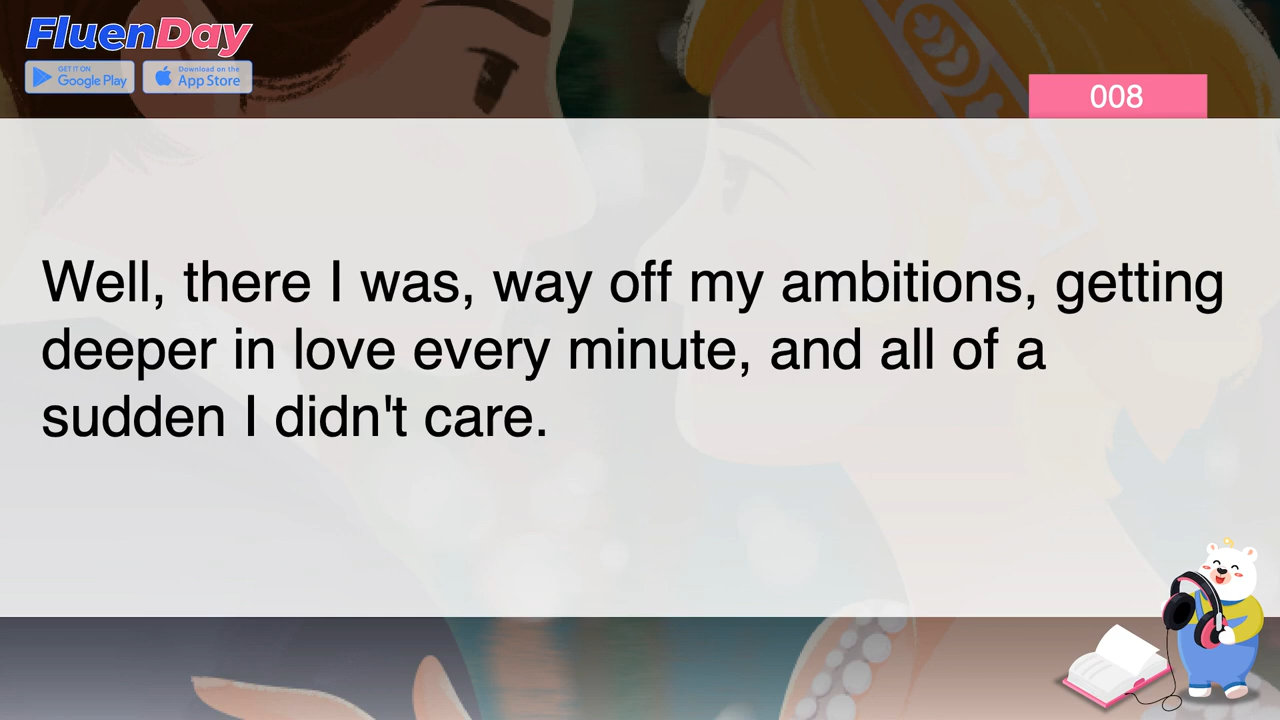 FluenDay
GET IT ON
Google Play
Download on the
App Store
008
Well, there I was, way off my ambitions, getting
deeper in love every minute, and all of a
sudden I didn't care.